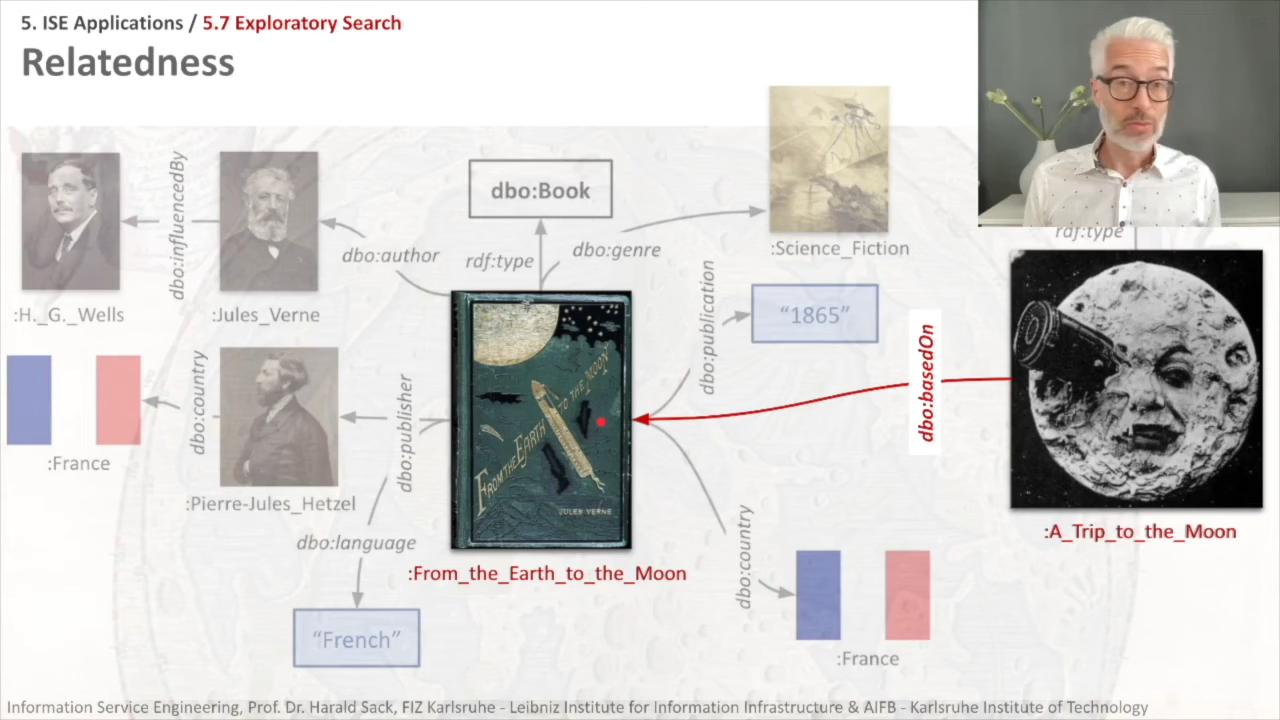 5. ISE Applications / 5.7 Exploratory Search
Relatedness
dbo:influencedBy
dbo:author
dbo:Book
rdf:type
dbo:genre
:Science_Fiction
rdf:type
:H._G._Wells
:Jules_Verne
dbo:publication
"1865"
dbo:basedOn
dbo:country
dbo:publisher
FROM THE EARTH TO THE MOON
JULES VERNE
:France
:Pierre-Jules_Hetzel
:A_Trip_to_the_Moon
dbo:language
:From_the_Earth_to_the_Moon
dbo:country
"French"
:France
Information Service Engineering, Prof. Dr. Harald Sack, FIZ Karlsruhe - Leibniz Institute for Information Infrastructure & AIFB - Karlsruhe Institute of Technology